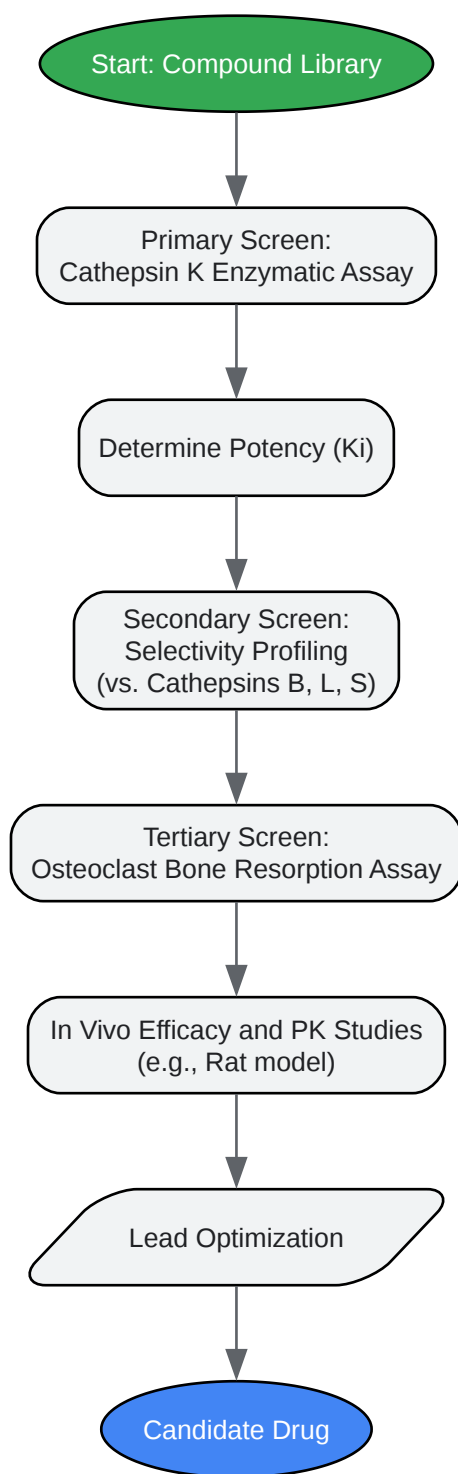 Start: Compound Library
Primary Screen:
Cathepsin K Enzymatic Assay
Determine Potency (Ki)
Secondary Screen:
Selectivity Profiling
(vs. Cathepsins B, L, S)
Tertiary Screen:
Osteoclast Bone Resorption Assay
In Vivo Efficacy and PK Studies
(e.g., Rat model)
Lead Optimization
Candidate Drug